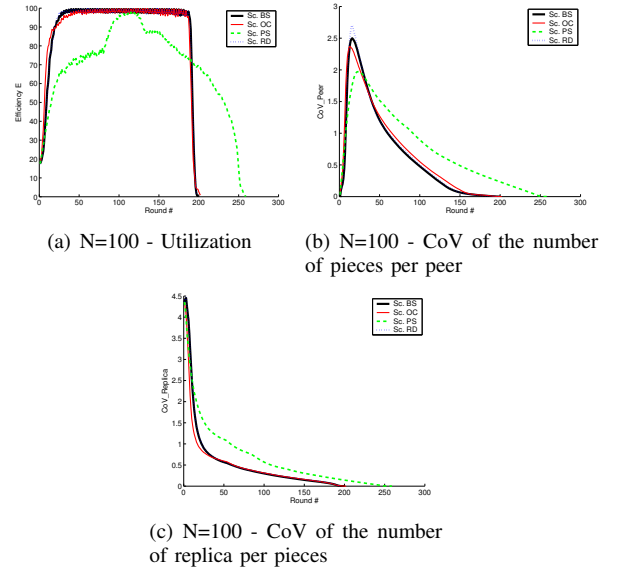 100
90
80
70
60
50
40
30
20
10
0
Efficiency E
0 50 100 150 200 250 300
Round #
Sc. BS
Sc. OC
Sc. PS
Sc. RD
(a) N=100 - Utilization
3
2.5
2
1.5
1
0.5
0
CoV_Peer
0 50 100 150 200 250 300
Round #
Sc. BS
Sc. OC
Sc. PS
Sc. RD
(b) N=100 - CoV of the number
of pieces per peer
4.5
4
3.5
3
2.5
2
1.5
1
0.5
0
CoV_Replica
0 50 100 150 200 250 300
Round #
Sc. BS
Sc. OC
Sc. PS
Sc. RD
(c) N=100 - CoV of the number
of replica per pieces